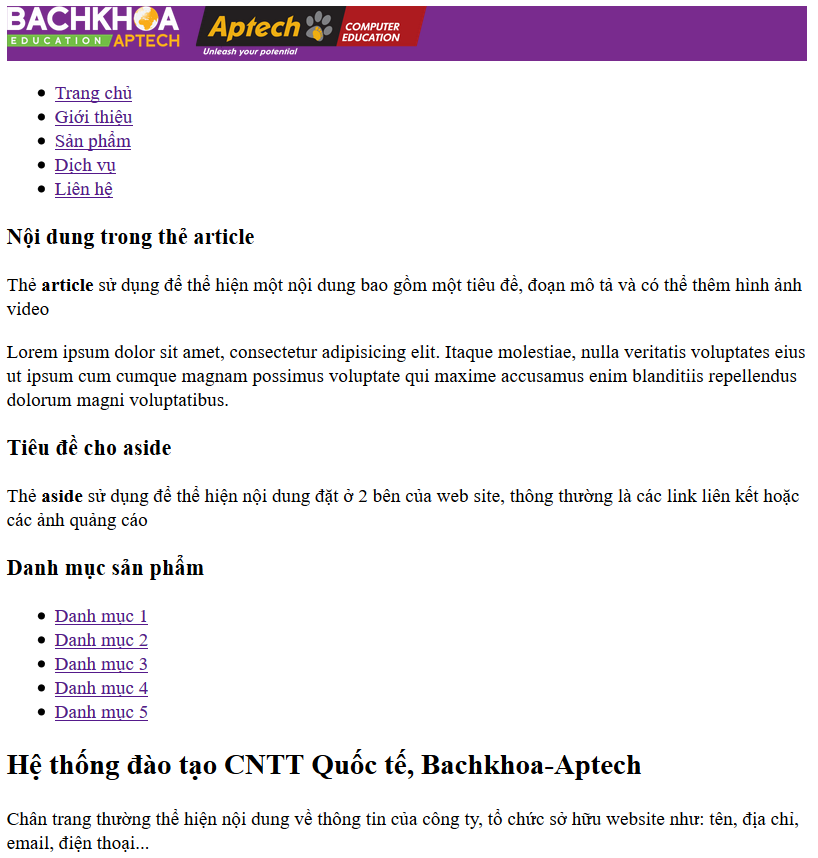 BACHKHOA
EDUCATION APTECH
Aptech COMPUTER EDUCATION
Unleash your potential
Trang chủ
Giới thiệu
Sản phẩm
Dịch vụ
Liên hệ
Nội dung trong thẻ article
Thẻ article sử dụng để thể hiện một nội dung bao gồm một tiêu đề, đoạn mô tả và có thể thêm hình ảnh
video
Lorem ipsum dolor sit amet, consectetur adipisicing elit. Itaque molestiae, nulla veritatis voluptates eius
ut ipsum cum cumque magnam possimus voluptate qui maxime accusamus enim blanditiis repellendus
dolorum magni voluptatibus.
Tiêu đề cho aside
Thẻ aside sử dụng để thể hiện nội dung đặt ở 2 bên của web site, thông thường là các link liên kết hoặc
các ảnh quảng cáo
Danh mục sản phẩm
Danh mục 1
Danh mục 2
Danh mục 3
Danh mục 4
Danh mục 5
Hệ thống đào tạo CNTT Quốc tế, Bachkhoa-Aptech
Chân trang thường thể hiện nội dung về thông tin của công ty, tổ chức sở hữu website như: tên, địa chỉ,
email, điện thoại...